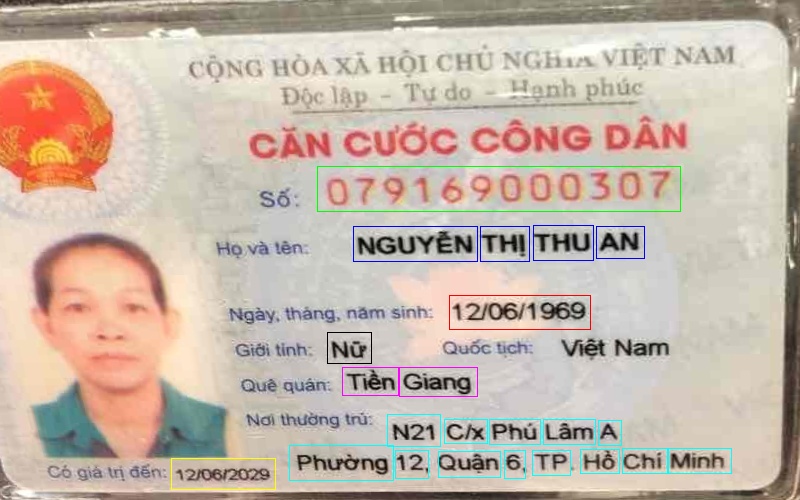 CỘNG HÒA XÃ HỘI CHỦ NGHĨA VIỆT NAM
Độc lập - Tự do - Hạnh phúc
CĂN CƯỚC CÔNG DÂN
Số: 079169000307
Họ và tên: NGUYỄN THỊ THU AN
Ngày, tháng, năm sinh: 12/06/1969
Giới tính: Nữ Quốc tịch: Việt Nam
Quê quán: Tiền Giang
Nơi thường trú: N21 C/x Phú Lâm A
Phường 12, Quận 6, TP. Hồ Chí Minh
Có giá trị đến: 12/06/2029